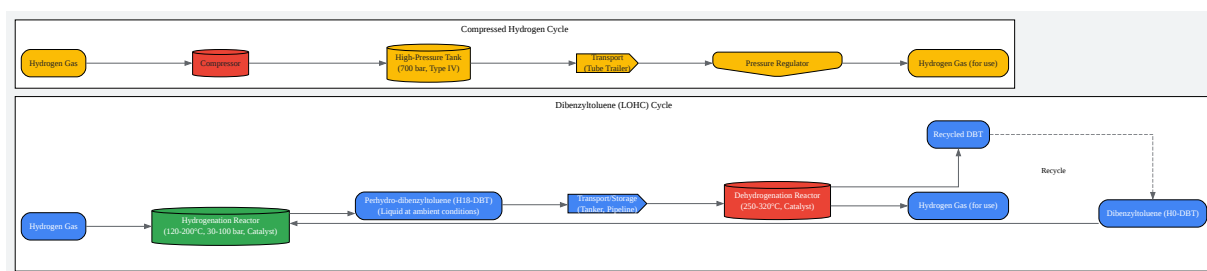 Compressed Hydrogen Cycle
Hydrogen Gas
Compressor
High-Pressure Tank
(700 bar, Type IV)
Transport
(Tube Trailer)
Pressure Regulator
Hydrogen Gas (for use)
Dibenzyltoluene (LOHC) Cycle
Hydrogen Gas
Hydrogenation Reactor
(120-200°C, 30-100 bar, Catalyst)
Perhydro-dibenzyltoluene (H18-DBT)
(Liquid at ambient conditions)
Transport/Storage
(Tanker, Pipeline)
Dehydrogenation Reactor
(250-320°C, Catalyst)
Recycled DBT
Hydrogen Gas (for use)
Recycle
Dibenzyltoluene (H0-DBT)